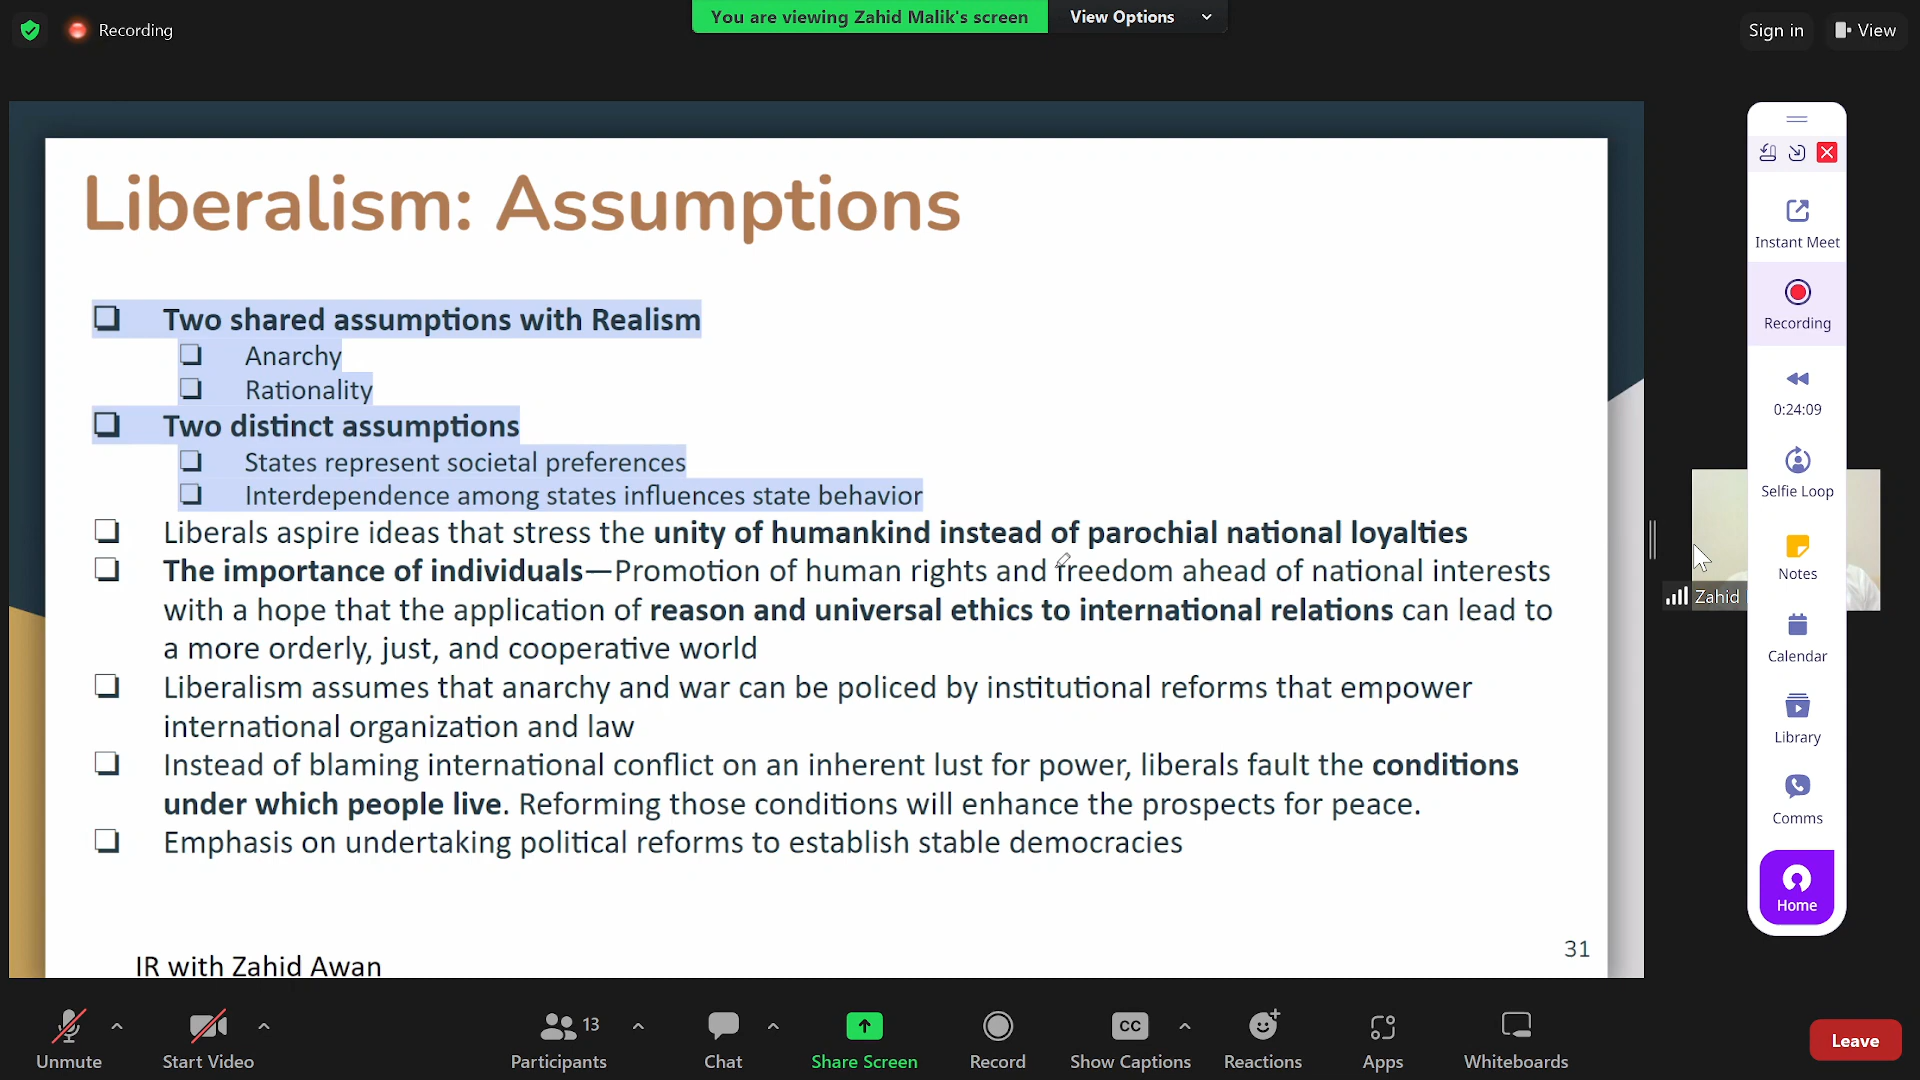 Recording
You are viewing Zahid Malik's screen
View Options
Sign in
View
Liberalism: Assumptions
Two shared assumptions with Realism
Anarchy
Rationality
Two distinct assumptions
States represent societal preferences
Interdependence among states influences state behavior
Liberals aspire ideas that stress the unity of humankind instead of parochial national loyalties
The importance of individuals—Promotion of human rights and freedom ahead of national interests
with a hope that the application of reason and universal ethics to international relations can lead to
a more orderly, just, and cooperative world
Liberalism assumes that anarchy and war can be policed by institutional reforms that empower
international organization and law
Instead of blaming international conflict on an inherent lust for power, liberals fault the conditions
under which people live. Reforming those conditions will enhance the prospects for peace.
Emphasis on undertaking political reforms to establish stable democracies
31
IR with Zahid Awan
Zahid
Instant Meet
Recording
0:24:09
Selfie Loop
Notes
Calendar
Library
Comms
Home
Unmute
Start Video
13
Participants
Chat
Share Screen
Record
CC
Show Captions
Reactions
Apps
Whiteboards
Leave